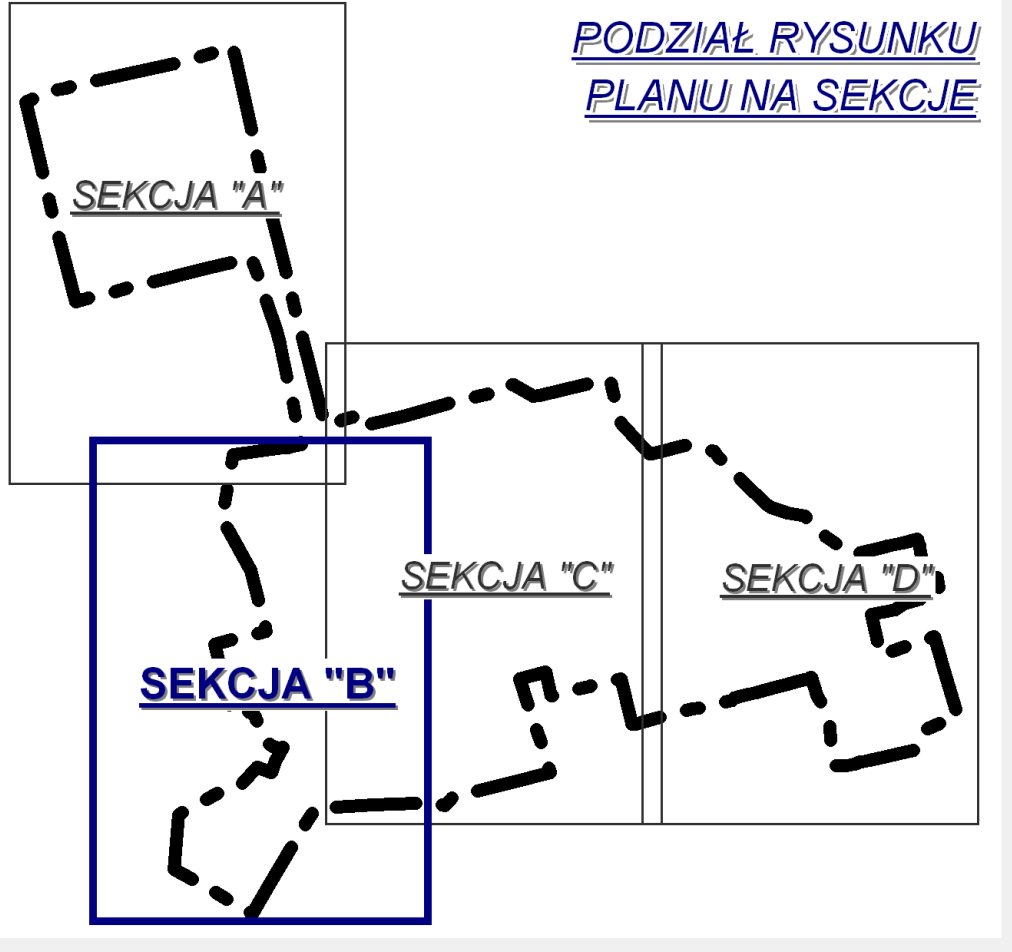 PODZIAŁ RYSUNKU
PLANU NA SEKCJE
SEKCJA "A"
SEKCJA "C"
SEKCJA "D"
SEKCJA "B"